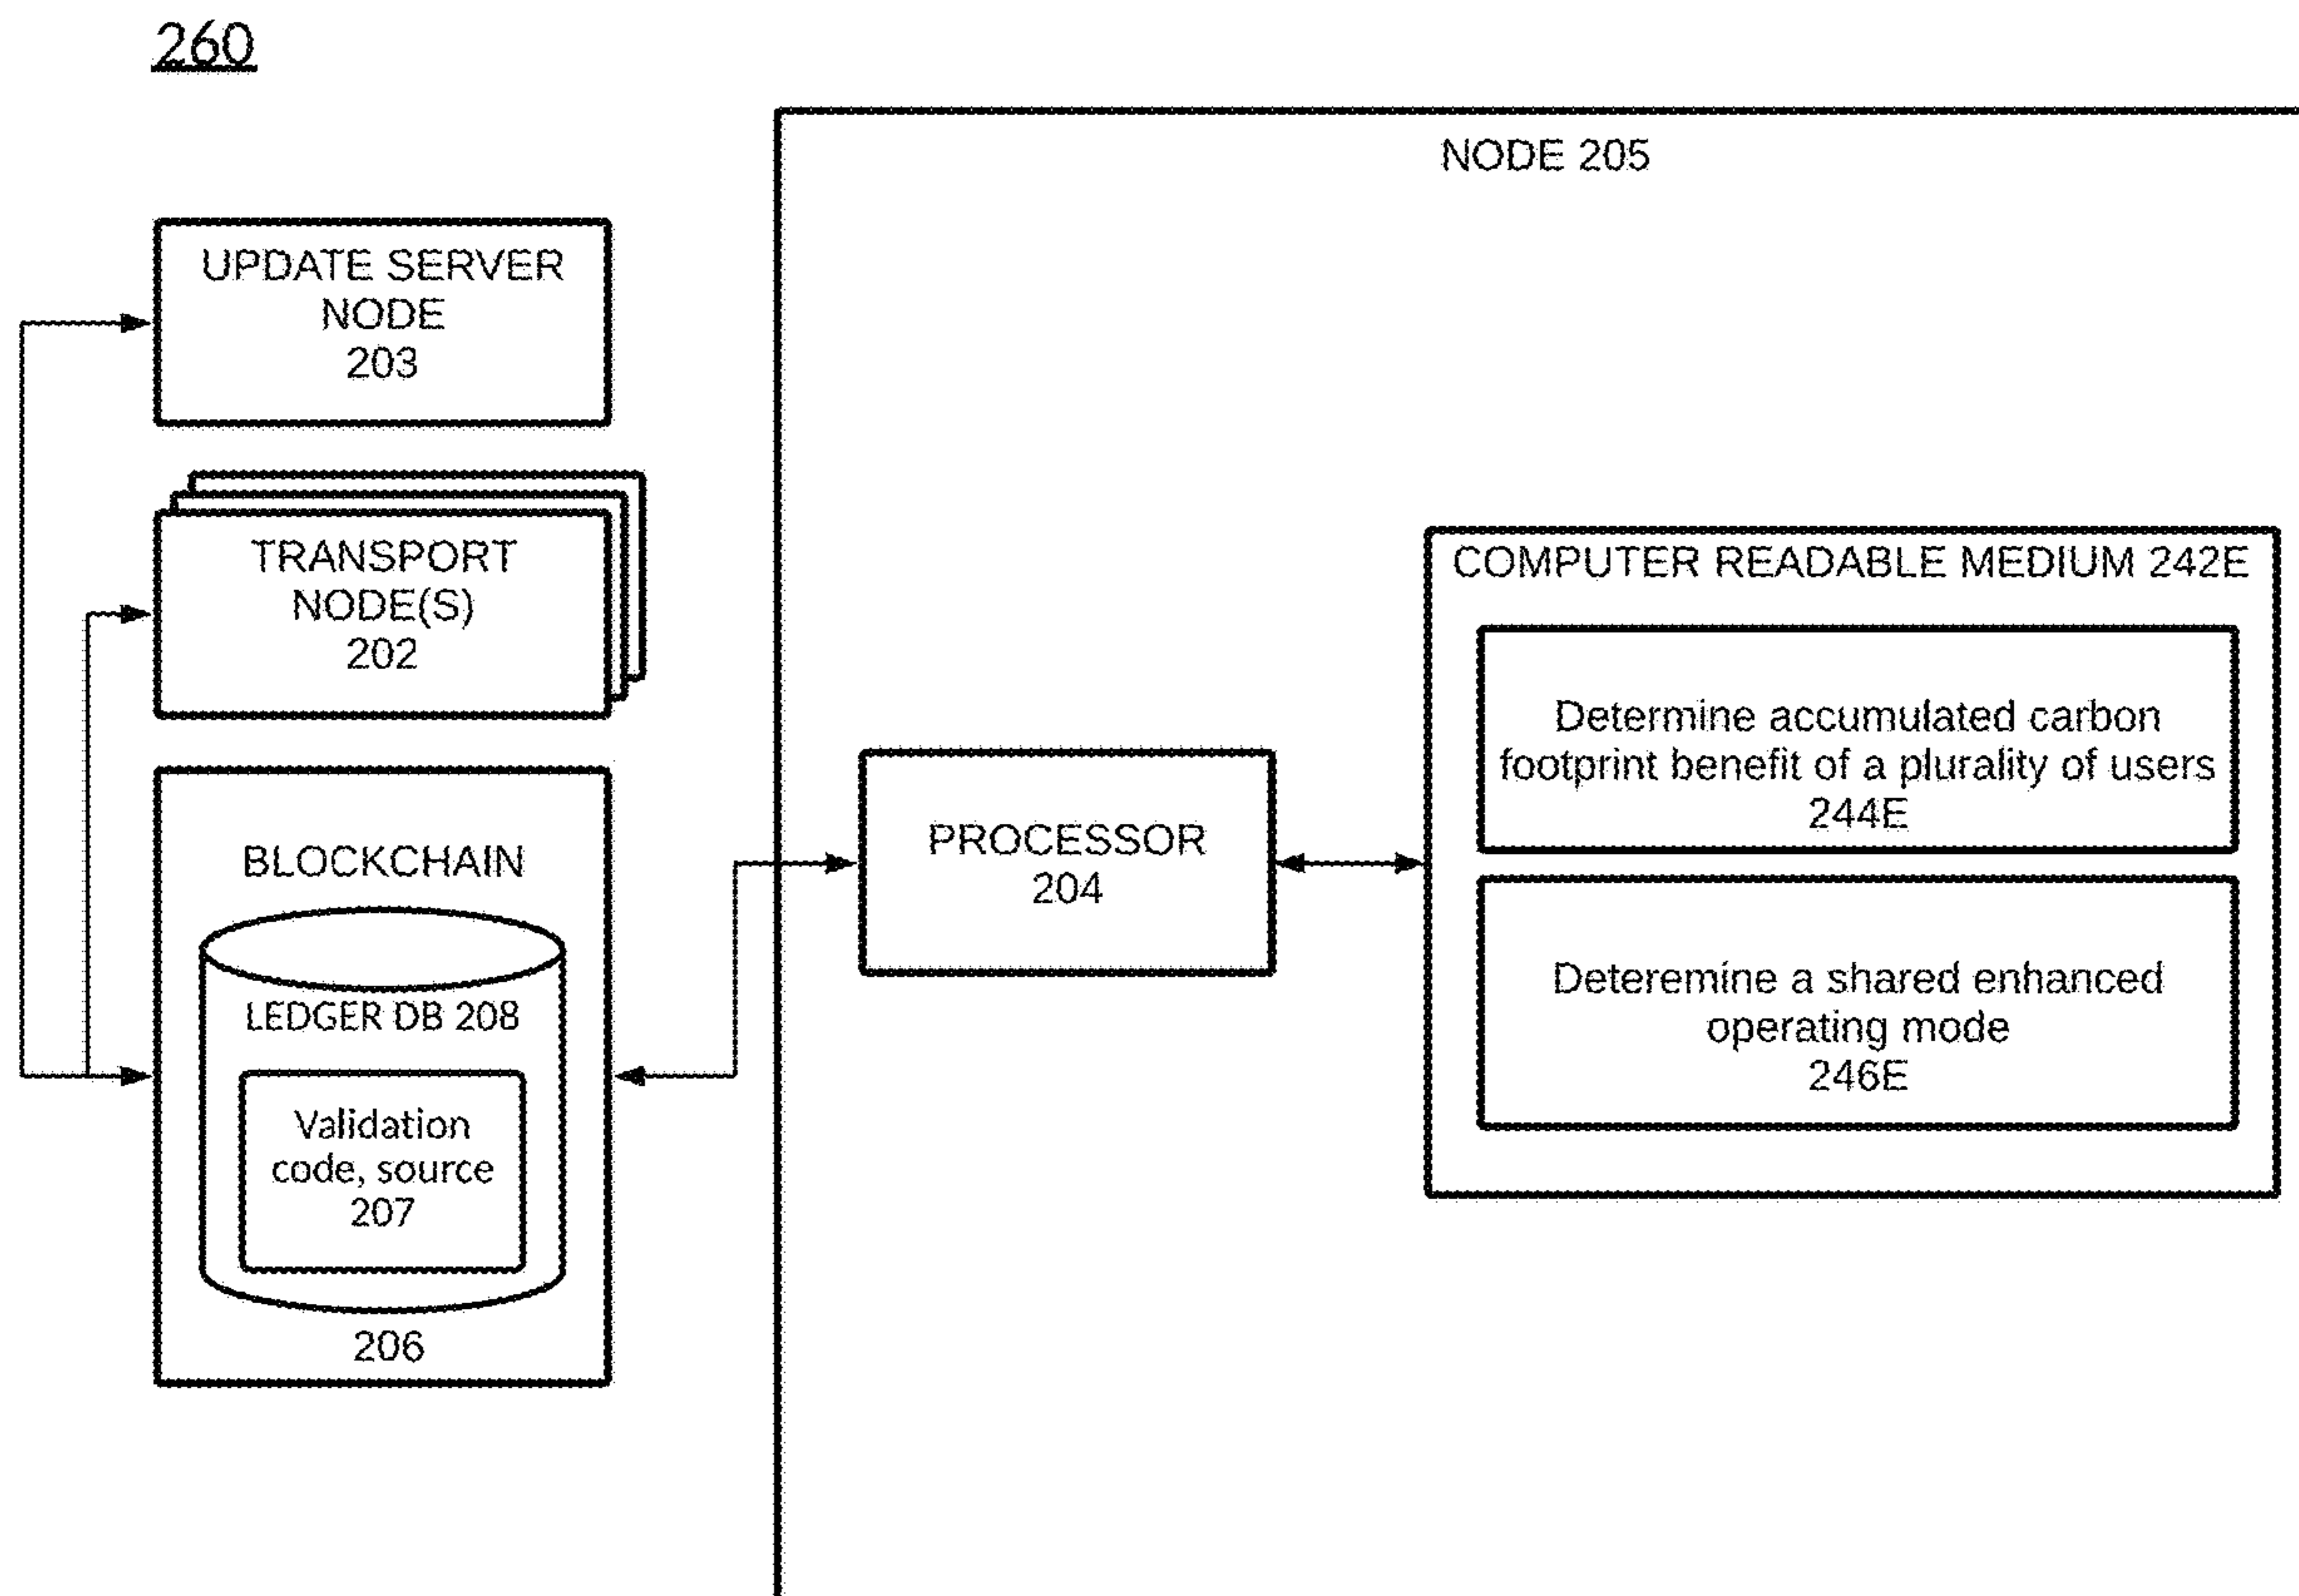 260
NODE 205
UPDATE SERVER
NODE
203
TRANSPORT
NODE(S)
202
BLOCKCHAIN
LEDGER DB 208
Validation
code, source
207
206
PROCESSOR
204
COMPUTER READABLE MEDIUM 242E
Determine accumulated carbon
footprint benefit of a plurality of users
244E
Deteremine a shared enhanced
operating mode
246E